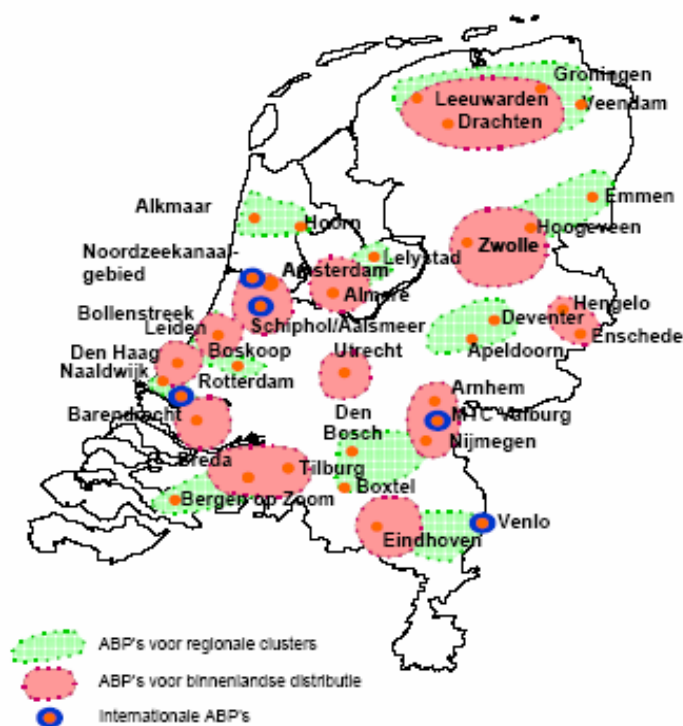 Groningen
Leeuwarden
Veendam
Drachten
Emmen
Alkmaar
Hoorn
Hoogeveen
Zwolle
Noordzeekanaal-
gebied
Amsterdam
Lelystad
Almere
Bollenstreek
Leiden
Schiphol/Aalsmeer
Hengelo
Deventer
Enschede
Den Haag
Boskoop
Utrecht
Apeldoorn
Naaldwijk
Rotterdam
Arnhem
Barendrecht
Den
Bosch
MTC Valburg
Nijmegen
Breda
Tilburg
Boxtel
Bergen op Zoom
Venlo
Eindhoven
ABP's voor regionale clusters
ABP's voor binnenlandse distributie
Internationale ABP's